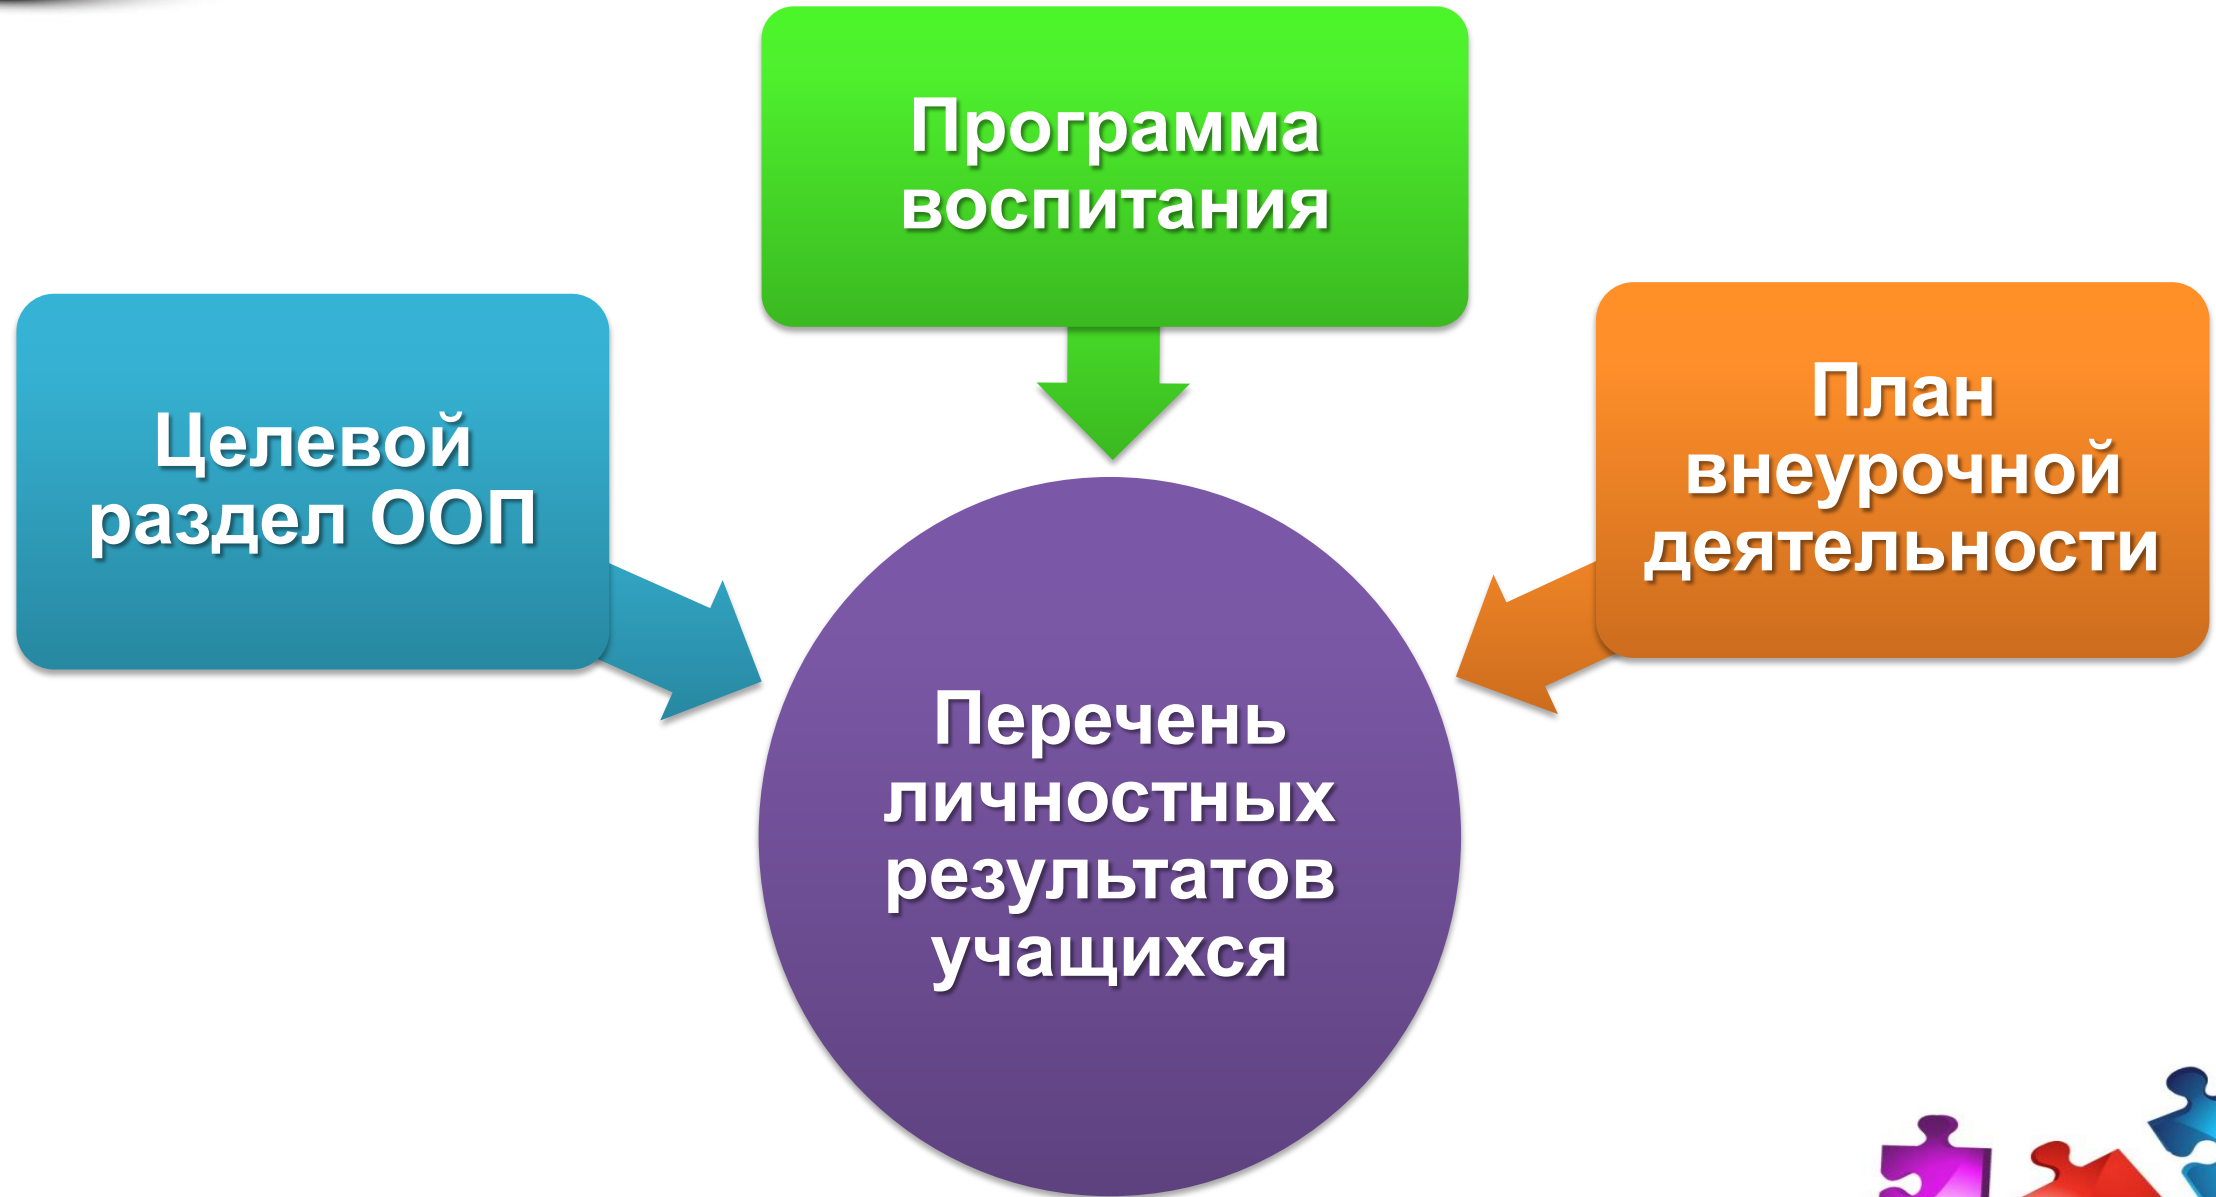 Программа
воспитания
Целевой
раздел ООП
План
внеурочной
деятельности
Перечень
личностных
результатов
учащихся